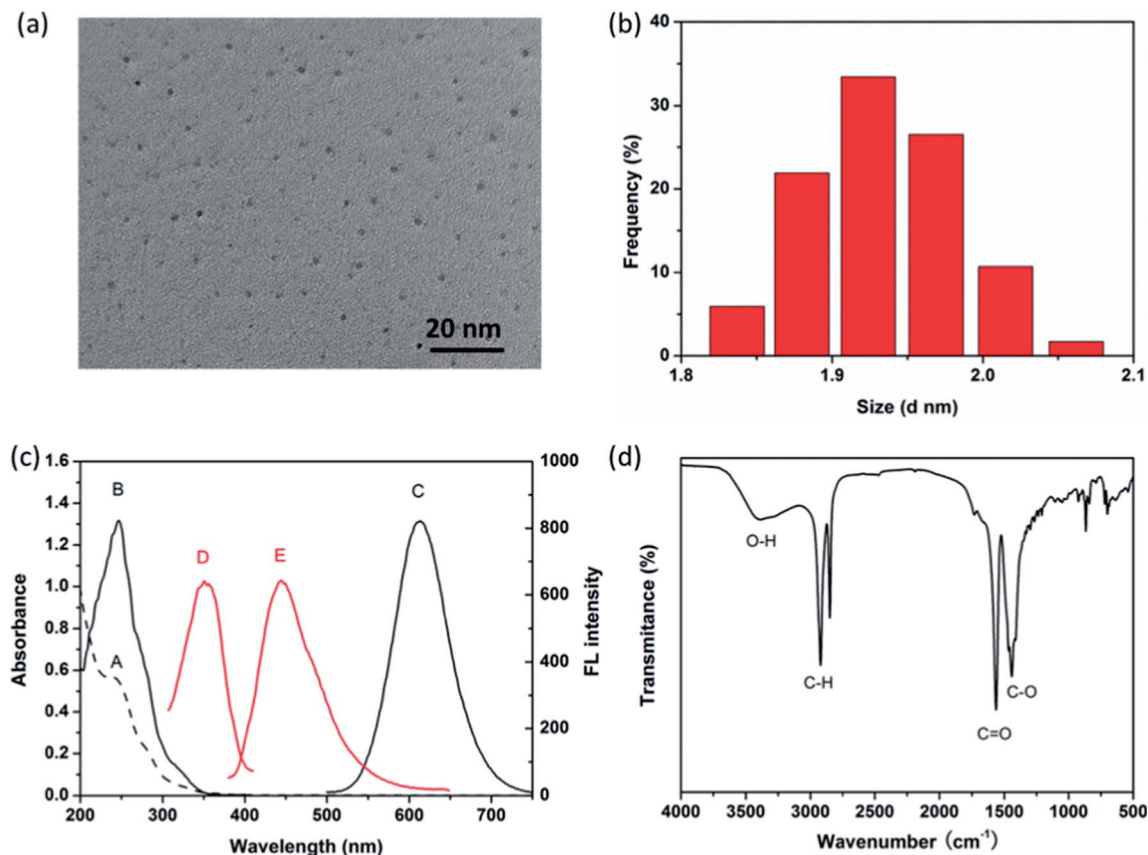 (a)
20 nm
(b)
40
30
20
10
0
Frequency (%)
1.8
1.9
2.0
2.1
Size (d nm)
(c)
1.6
1.4
1.3
1.2
1.0
0.8
0.6
0.4
0.2
0.0
Absorbance
1000
800
600
400
200
0
FL intensity
B
C
D
E
A
200
300
400
500
600
700
Wavelength (nm)
(d)
Transmitance (%)
O-H
C-H
C-O
C=O
4000
3500
3000
2500
2000
1500
1000
500
Wavenumber (cm⁻¹)